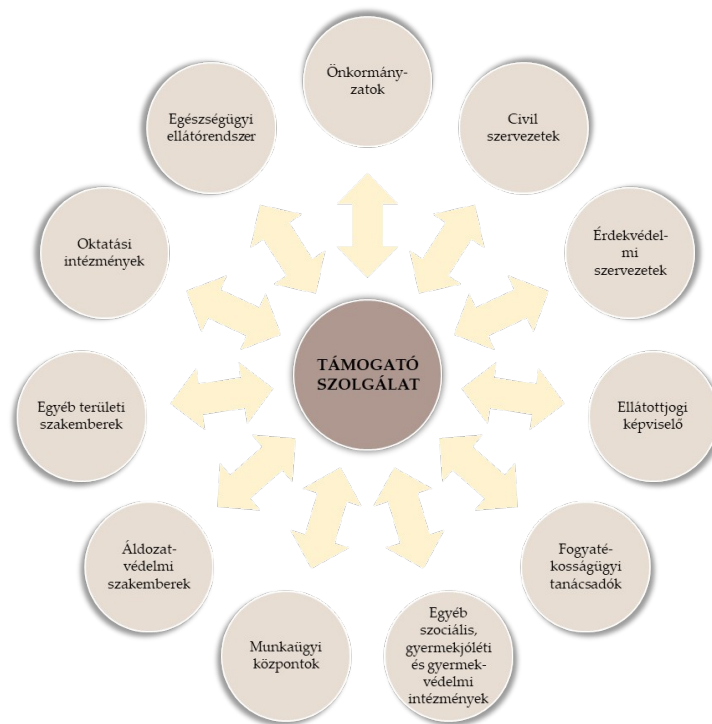 Önkormány-
zatok
Civil
szervezetek
Érdekvédel-
mi
szervezetek
Ellátottjogi
képviselő
Fogyaté-
kosságügyi
tanácsadók
Egyéb
szociális,
gyermekjóléti
és gyermek-
védelmi
intézmények
Munkaügyi
központok
Áldozat-
védelmi
szakemberek
Egyéb területi
szakemberek
Oktatási
intézmények
Egészségügyi
ellátórendszer
TÁMOGATÓ
SZOLGÁLAT